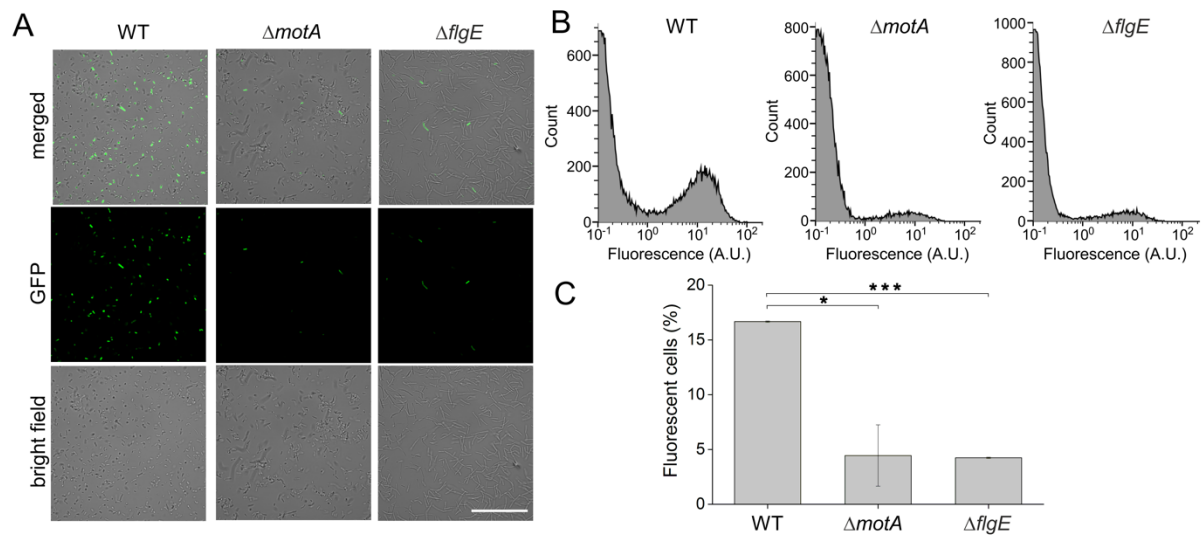 A
WT
ΔmotA
ΔflgE
merged
GFP
bright field
B
WT
ΔmotA
ΔflgE
Count
600
400
200
0
10⁻¹ 10⁰ 10¹ 10²
Fluorescence (A.U.)
Count
800
600
400
200
0
10⁻¹ 10⁰ 10¹ 10²
Fluorescence (A.U.)
Count
1000
800
600
400
200
0
10⁻¹ 10⁰ 10¹ 10²
Fluorescence (A.U.)
C
Fluorescent cells (%)
20
15
10
5
0
***
*
WT
ΔmotA
ΔflgE